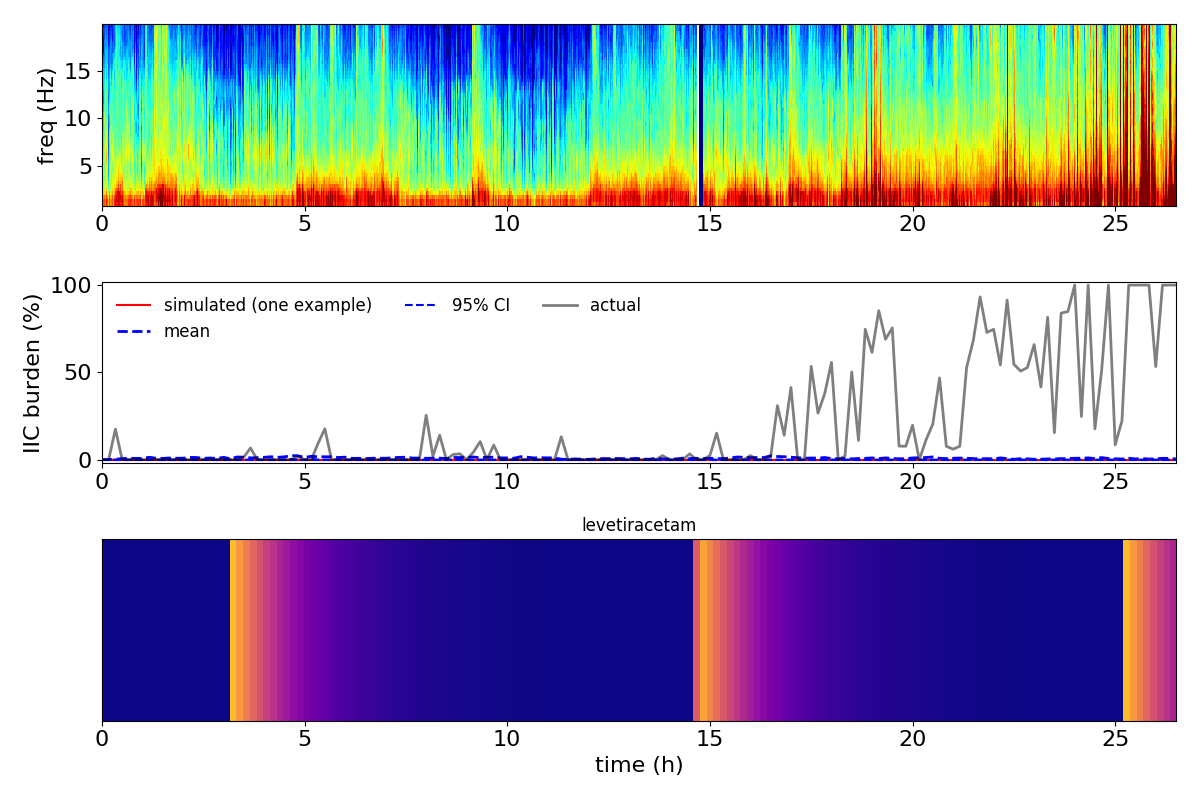 freq (Hz)
15
10
5
0 5 10 15 20 25
IIC burden (%)
100
50
0
simulated (one example) 95% CI actual
mean
0 5 10 15 20 25
levetiracetam
0 5 10 15 20 25
time (h)